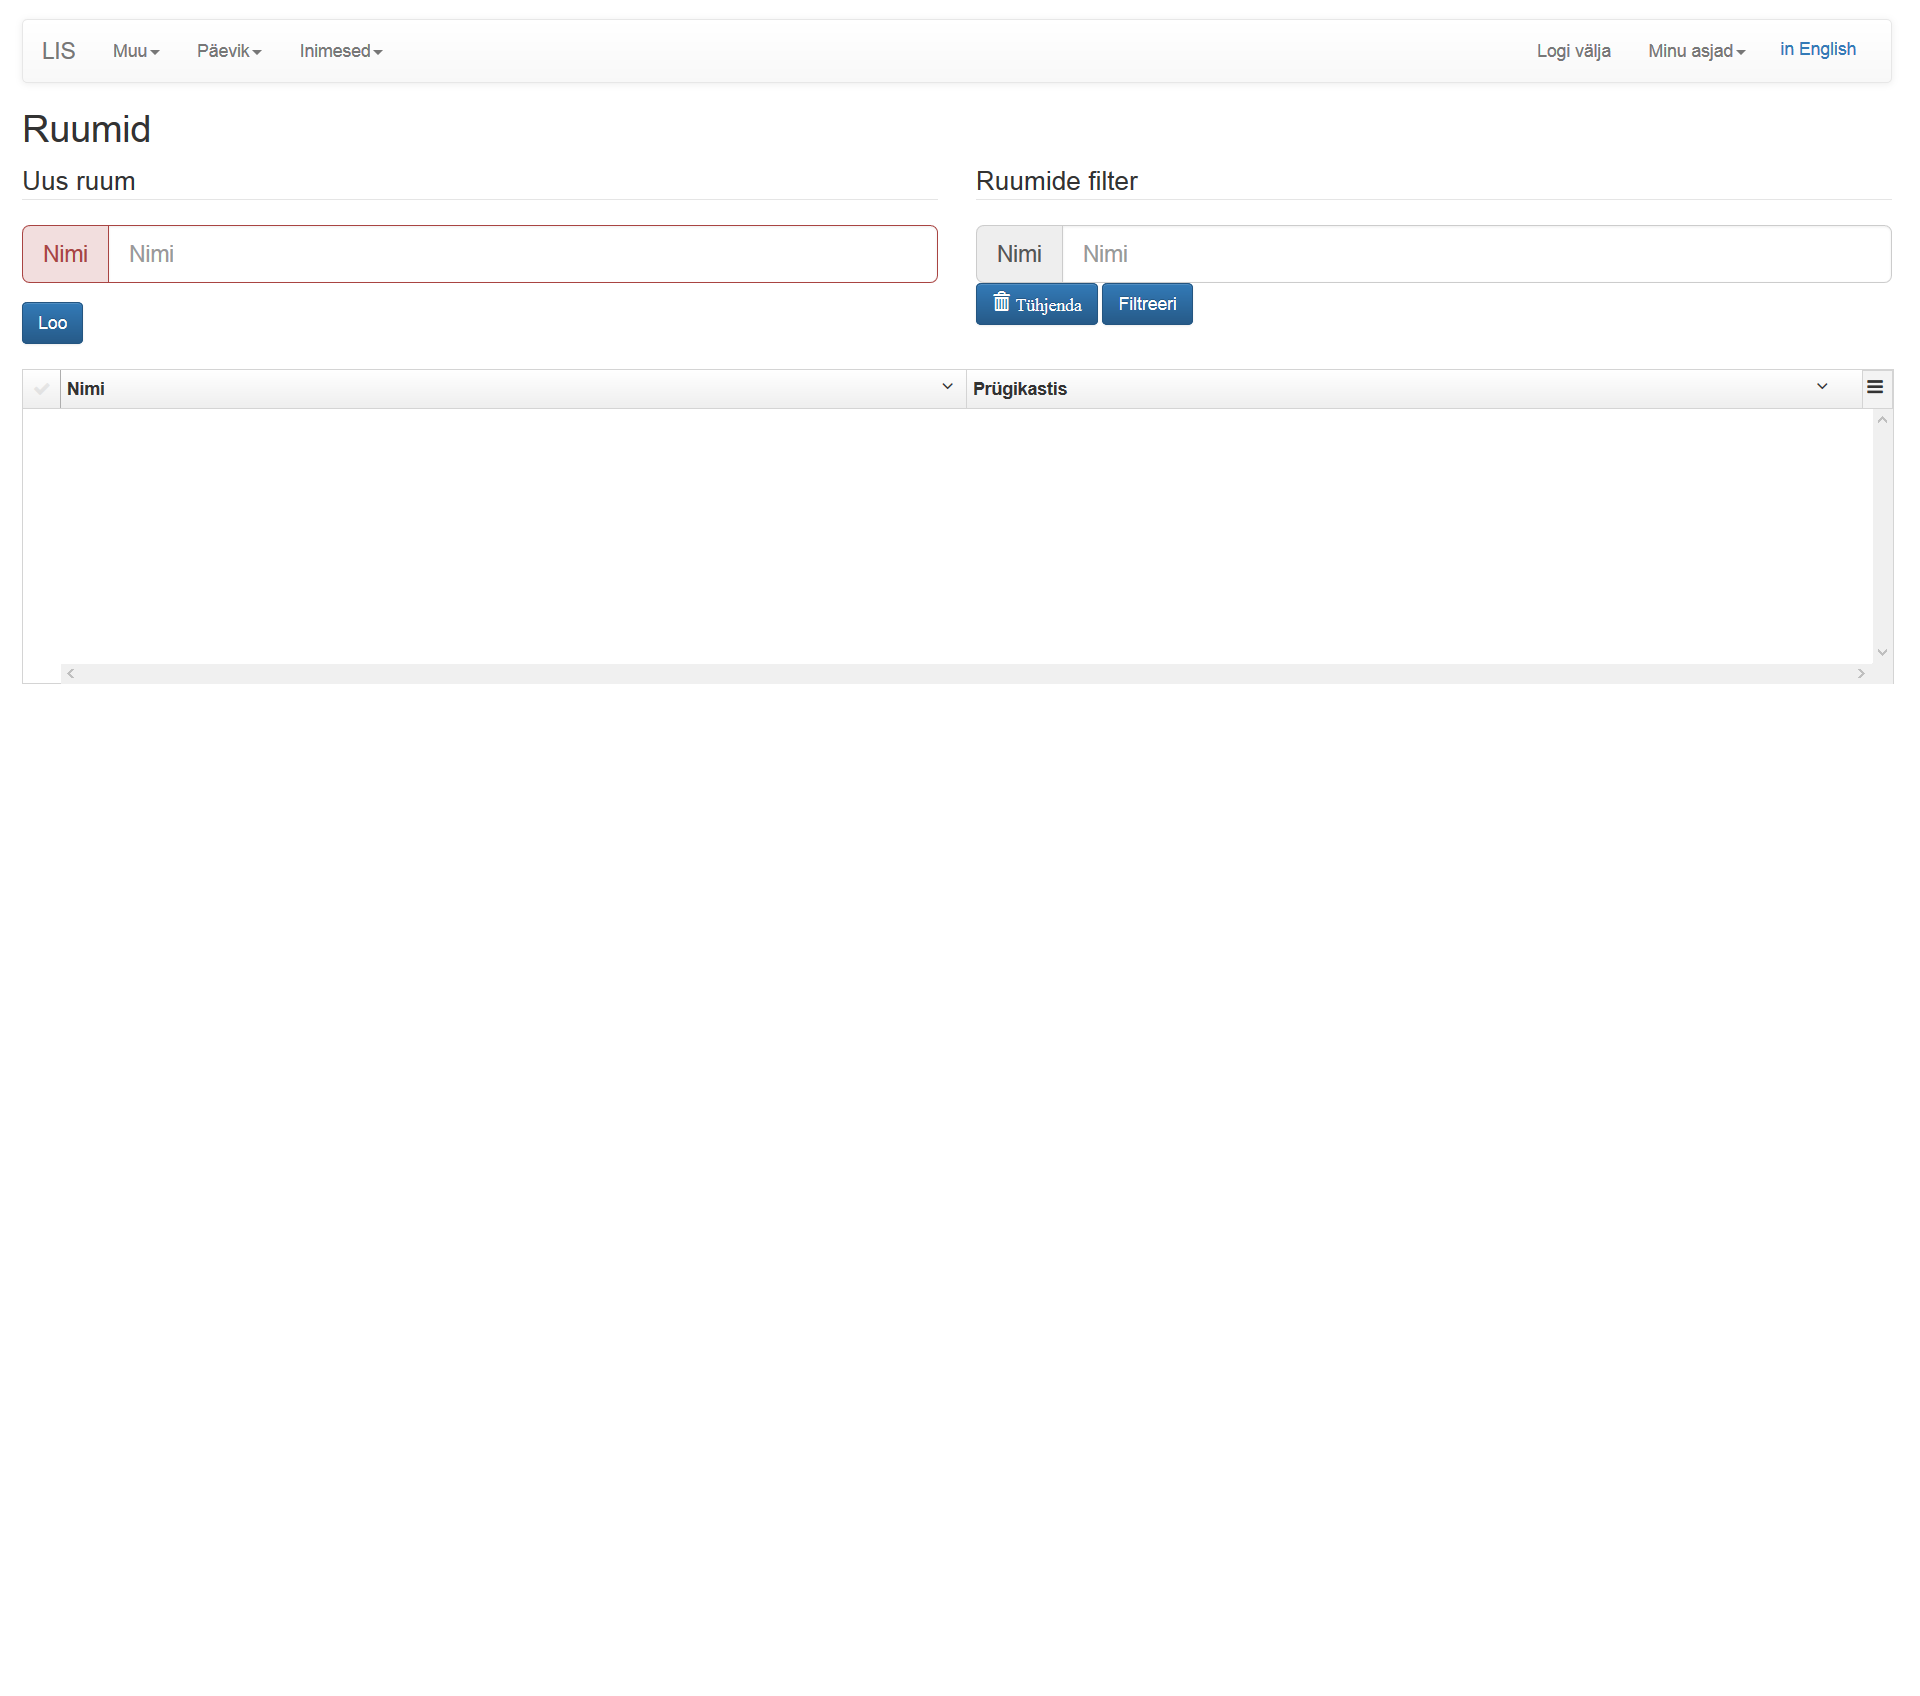 LIS Muu Päevik Inimesed Logi välja Minu asjad in English
Ruumid
Uus ruum
Nimi Nimi
Loo
Ruumide filter
Nimi Nimi
Tühjenda Filtreeri
Nimi Prügikastis